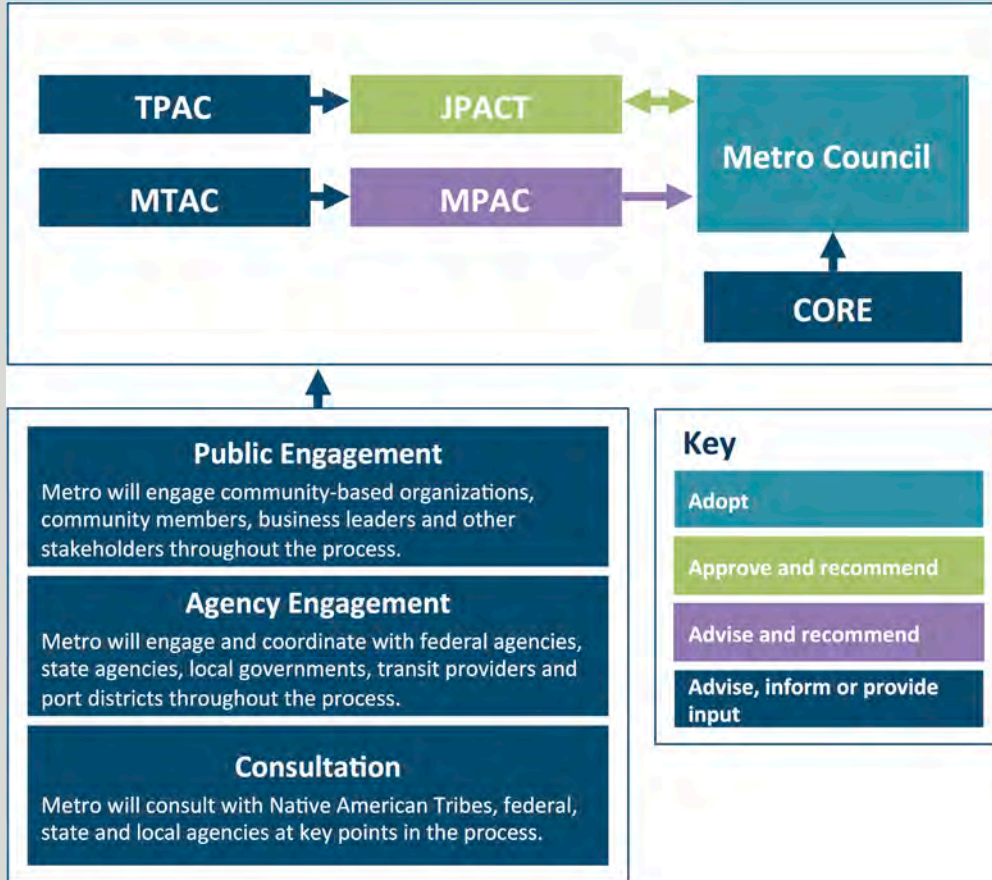 TPAC
JPACT
Metro Council
MTAC
MPAC
CORE
Public Engagement
Metro will engage community-based organizations,
community members, business leaders and other
stakeholders throughout the process.
Agency Engagement
Metro will engage and coordinate with federal agencies,
state agencies, local governments, transit providers and
port districts throughout the process.
Consultation
Metro will consult with Native American Tribes, federal,
state and local agencies at key points in the process.
Key
Adopt
Approve and recommend
Advise and recommend
Advise, inform or provide
input